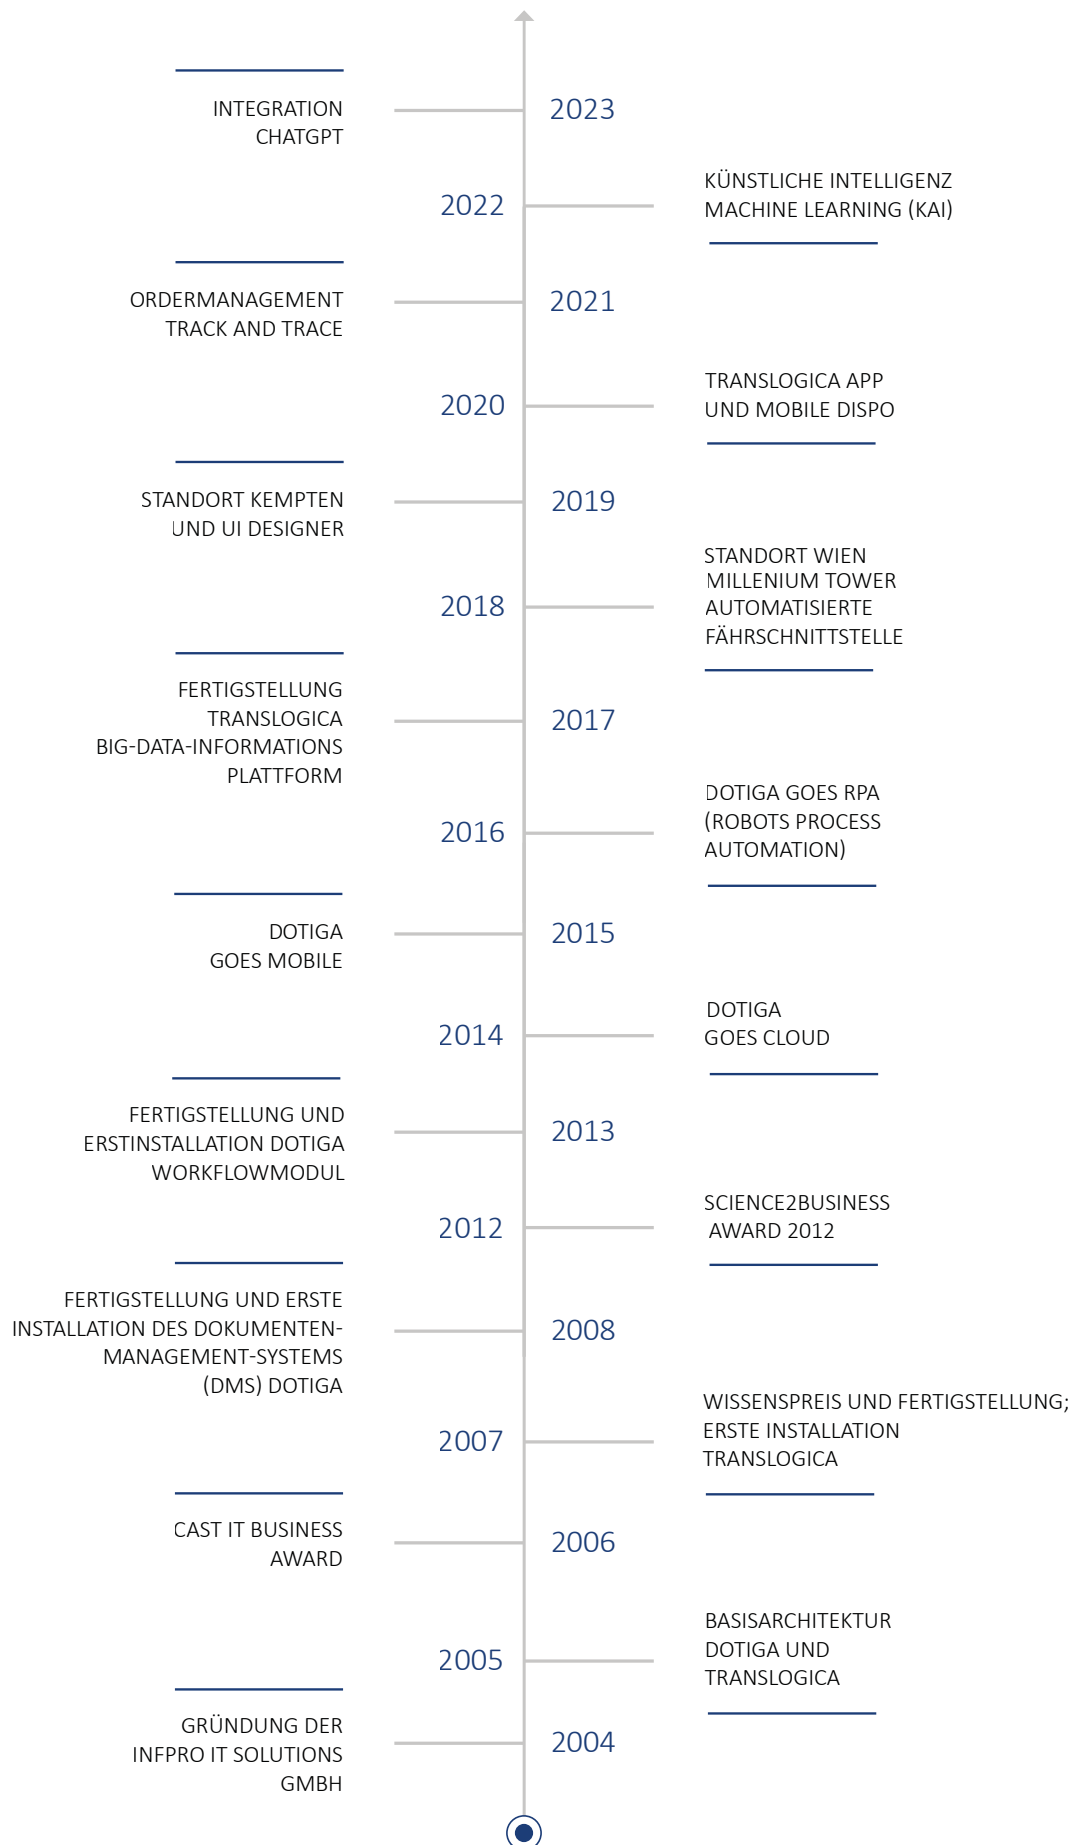 INTEGRATION
CHATGPT
2023
KÜNSTLICHE INTELLIGENZ
MACHINE LEARNING (KAI)
2022
ORDERMANAGEMENT
TRACK AND TRACE
2021
TRANSLOGICA APP
UND MOBILE DISPO
2020
STANDORT KEMPTEN
UND UI DESIGNER
2019
STANDORT WIEN
MILLENIUM TOWER
AUTOMATISIERTE
FÄHRSCHNITTSTELLE
2018
FERTIGSTELLUNG
TRANSLOGICA
BIG-DATA-INFORMATIONS
PLATTFORM
2017
DOTIGA GOES RPA
(ROBOTS PROCESS
AUTOMATION)
2016
DOTIGA
GOES MOBILE
2015
DOTIGA
GOES CLOUD
2014
FERTIGSTELLUNG UND
ERSTINSTALLATION DOTIGA
WORKFLOWMODUL
2013
SCIENCE2BUSINESS
AWARD 2012
2012
FERTIGSTELLUNG UND ERSTE
INSTALLATION DES DOKUMENTEN-
MANAGEMENT-SYSTEMS
(DMS) DOTIGA
2008
WISSENSPREIS UND FERTIGSTELLUNG;
ERSTE INSTALLATION
TRANSLOGICA
2007
CAST IT BUSINESS
AWARD
2006
BASISARCHITEKTUR
DOTIGA UND
TRANSLOGICA
2005
GRÜNDUNG DER
INFPRO IT SOLUTIONS
GMBH
2004